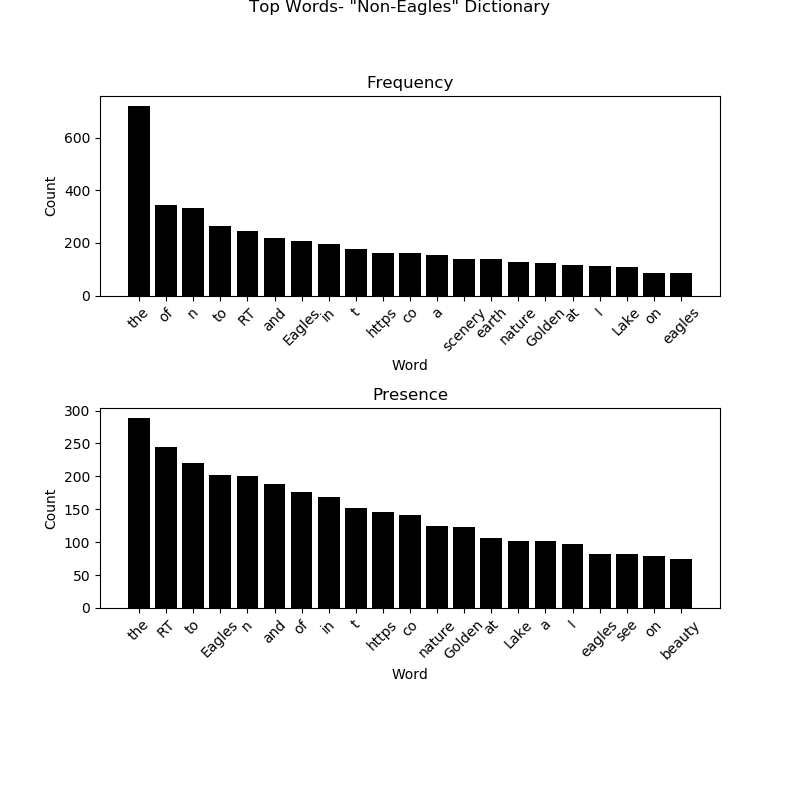 Top Words- "Non-Eagles" Dictionary
Frequency
Count
600
400
200
0
the of n to RT and Eagles in t https co a scenery earth nature Golden at I Lake on eagles
Word
Presence
Count
300
250
200
150
100
50
0
the RT to Eagles n and of in t https co nature Golden at Lake a I eagles see on beauty
Word